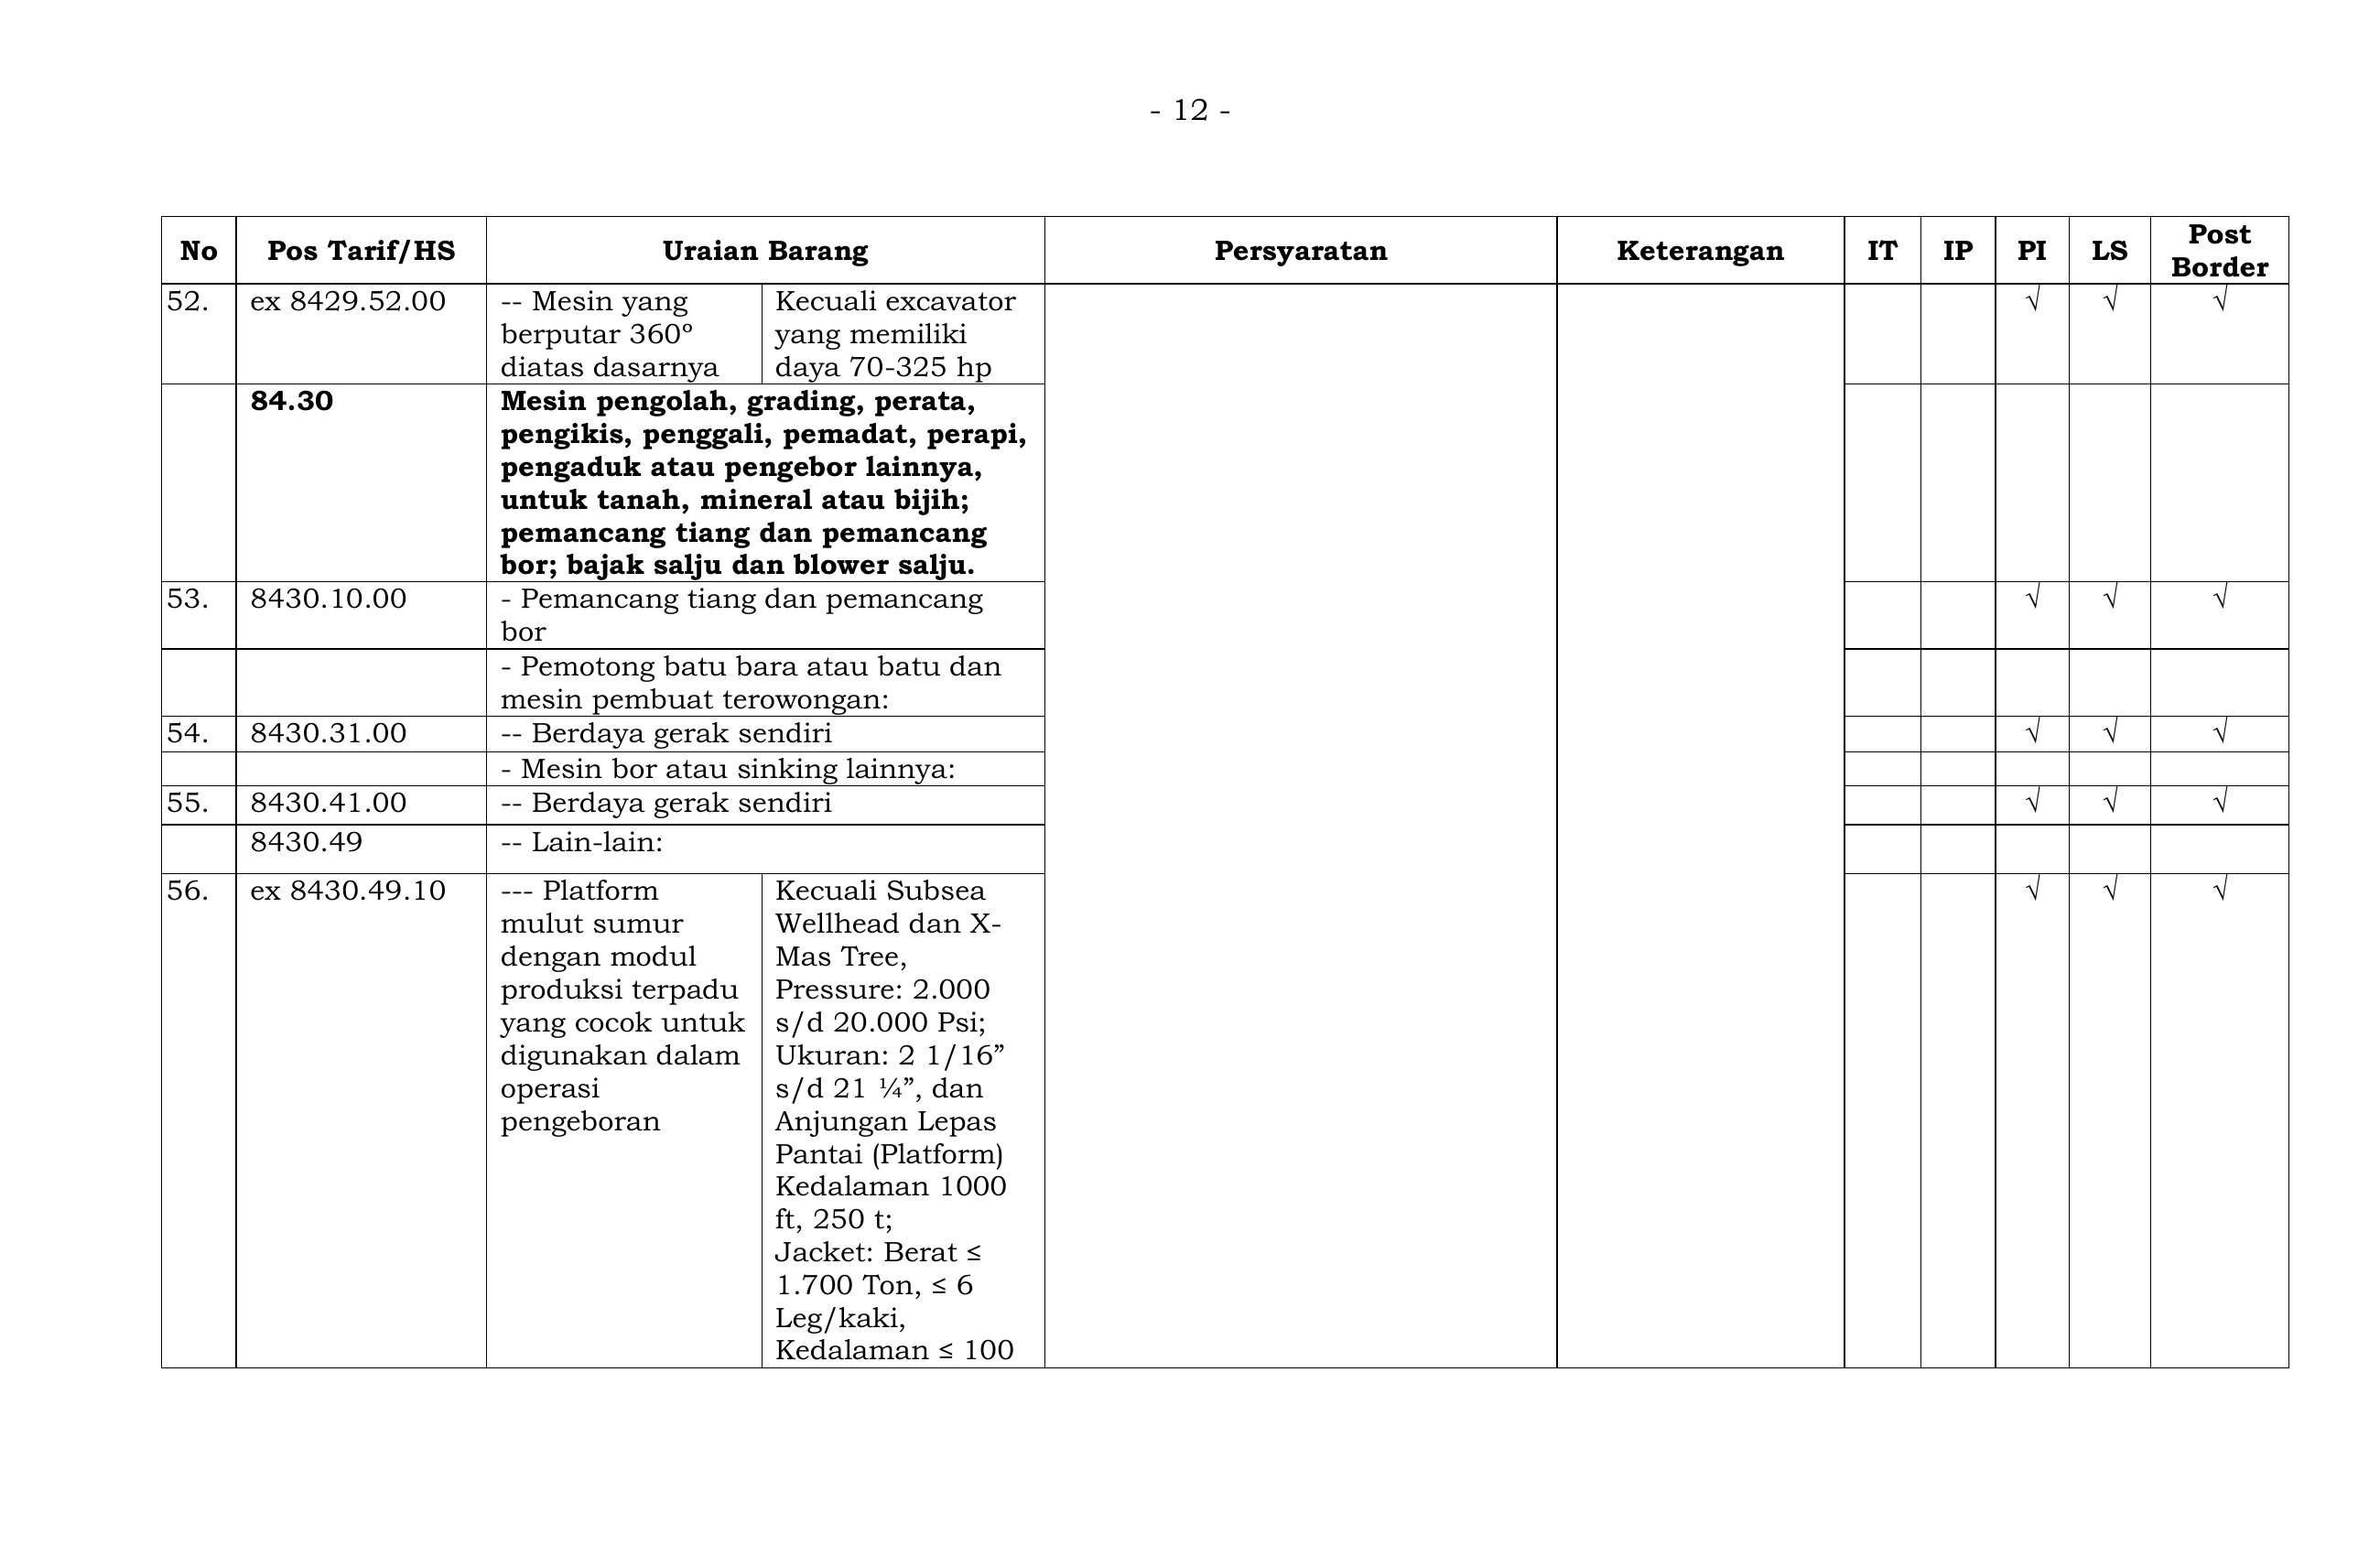 - 12 -
No Pos Tarif/HS Uraian Barang Persyaratan Keterangan IT IP PI LS Post Border
52. ex 8429.52.00 -- Mesin yang berputar 360° diatas dasarnya Kecuali excavator yang memiliki daya 70-325 hp √ √ √
84.30 Mesin pengolah, grading, perata,
pengikis, penggali, pemadat, perapi,
pengaduk atau pengebor lainnya,
untuk tanah, mineral atau bijih;
pemancang tiang dan pemancang
bor; bajak salju dan blower salju.
53. 8430.10.00 - Pemancang tiang dan pemancang bor √ √ √
- Pemotong batu bara atau batu dan
mesin pembuat terowongan:
54. 8430.31.00 -- Berdaya gerak sendiri √ √ √
- Mesin bor atau sinking lainnya:
55. 8430.41.00 -- Berdaya gerak sendiri √ √ √
8430.49 -- Lain-lain:
56. ex 8430.49.10
--- Platform
mulut sumur
dengan modul
produksi terpadu
yang cocok untuk
digunakan dalam
operasi
pengeboran
Kecuali Subsea
Wellhead dan X-
Mas Tree,
Pressure: 2.000
s/d 20.000 Psi;
Ukuran: 2 1/16”
s/d 21 ¼”, dan
Anjungan Lepas
Pantai (Platform)
Kedalaman 1000
ft, 250 t;
Jacket: Berat ≤
1.700 Ton, ≤ 6
Leg/kaki,
Kedalaman ≤ 100
√ √ √